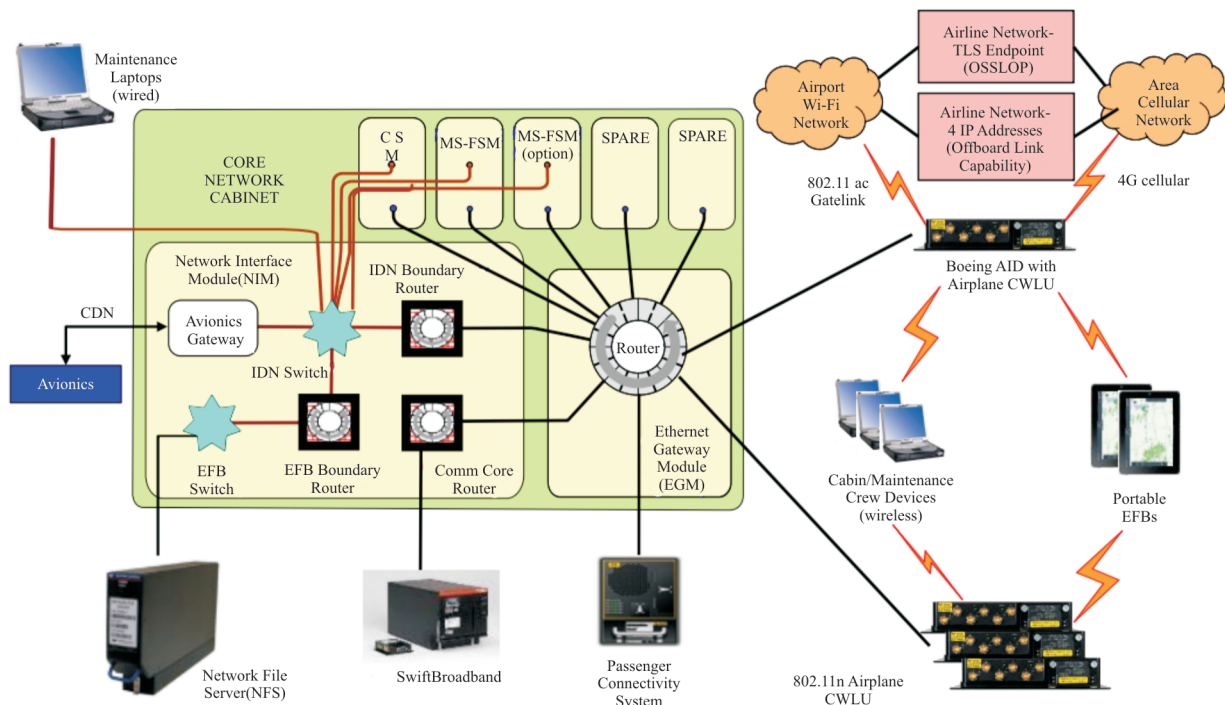 Maintenance
Laptops
(wired)
CORE
NETWORK
CABINET
C S
M
MS-FSM
MS-FSM
(option)
SPARE
SPARE
Airport
Wi-Fi
Network
Airline Network-
TLS Endpoint
(OSSLOP)
Airline Network-
4 IP Addresses
(Offboard Link
Capability)
Area
Cellular
Network
802.11 ac
Gatelink
4G cellular
Boeing AID with
Airplane CWLU
Network Interface
Module(NIM)
IDN Boundary
Router
CDN
Avionics
Gateway
IDN Switch
Avionics
Router
EFB
Switch
EFB Boundary
Router
Comm Core
Router
Ethernet
Gateway
Module
(EGM)
Cabin/Maintenance
Crew Devices
(wireless)
Portable
EFBs
Network File
Server(NFS)
SwiftBroadband
Passenger
Connectivity
System
802.11n Airplane
CWLU